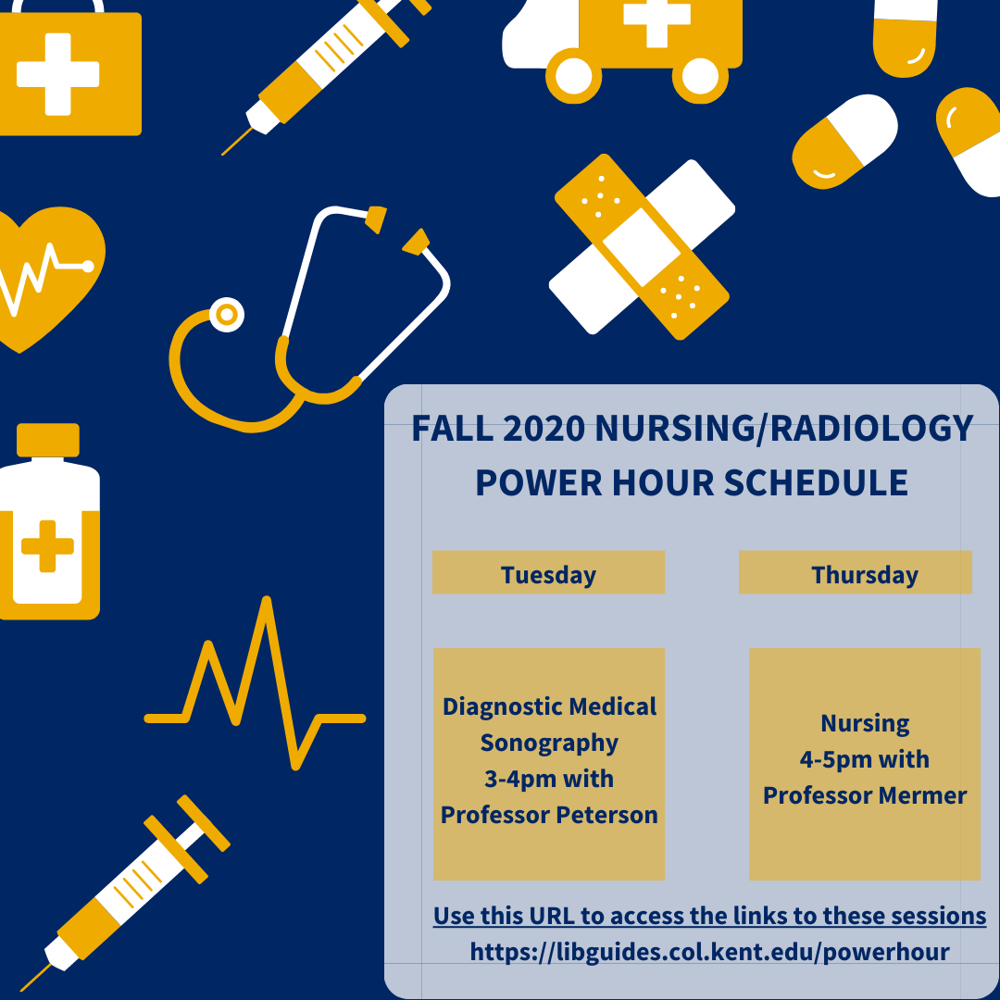 FALL 2020 NURSING/RADIOLOGY
POWER HOUR SCHEDULE
Tuesday
Thursday
Diagnostic Medical
Sonography
3-4pm with
Professor Peterson
Nursing
4-5pm with
Professor Mermer
Use this URL to access the links to these sessions
https://libguides.col.kent.edu/powerhour